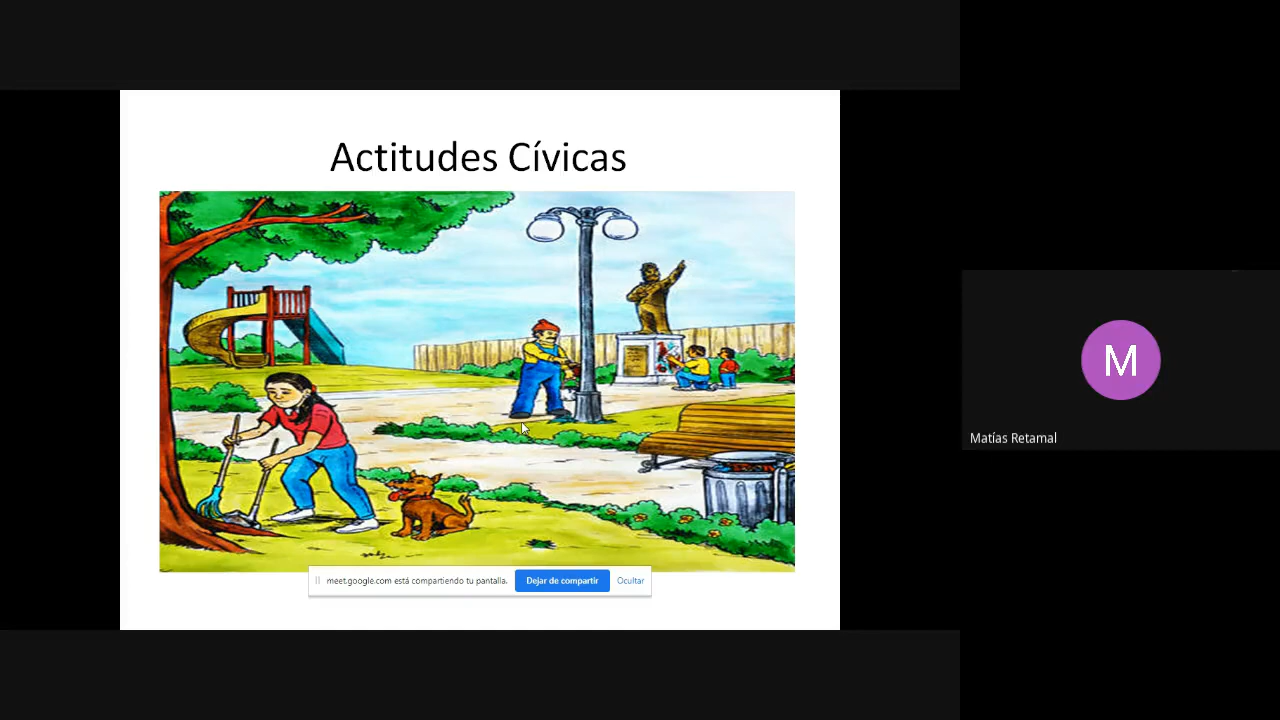 Actitudes Cívicas
meet.google.com está compartiendo tu pantalla.
Dejar de compartir
Ocultar
M
Matías Retamal